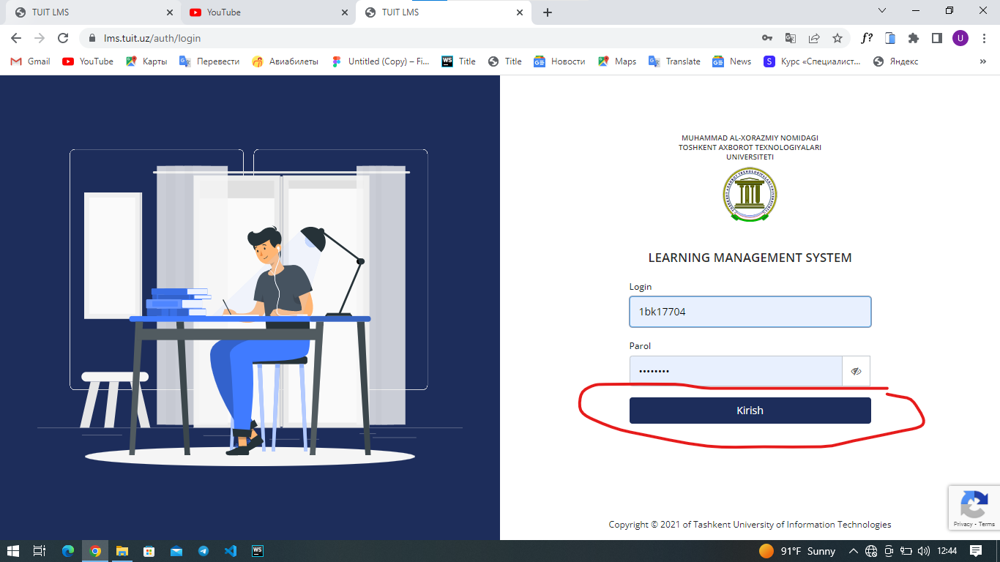 TUIT LMS
YouTube
TUIT LMS
lms.tuit.uz/auth/login
f?
U
Gmail
YouTube
Карты
Перевести
Авиабилеты
Untitled (Copy) – Fi...
WS
Title
Title
Новости
Maps
Translate
News
S
Курс «Специалист...
Яндекс
»
MUHAMMAD AL-XORAZMIY NOMIDAGI
TOSHKENT AXBOROT TEXNOLOGIYALARI
UNIVERSITETI
LEARNING MANAGEMENT SYSTEM
Login
1bk17704
Parol
••••••••
Kirish
Privacy - Terms
Copyright © 2021 of Tashkent University of Information Technologies
WS
91°F Sunny
12:44